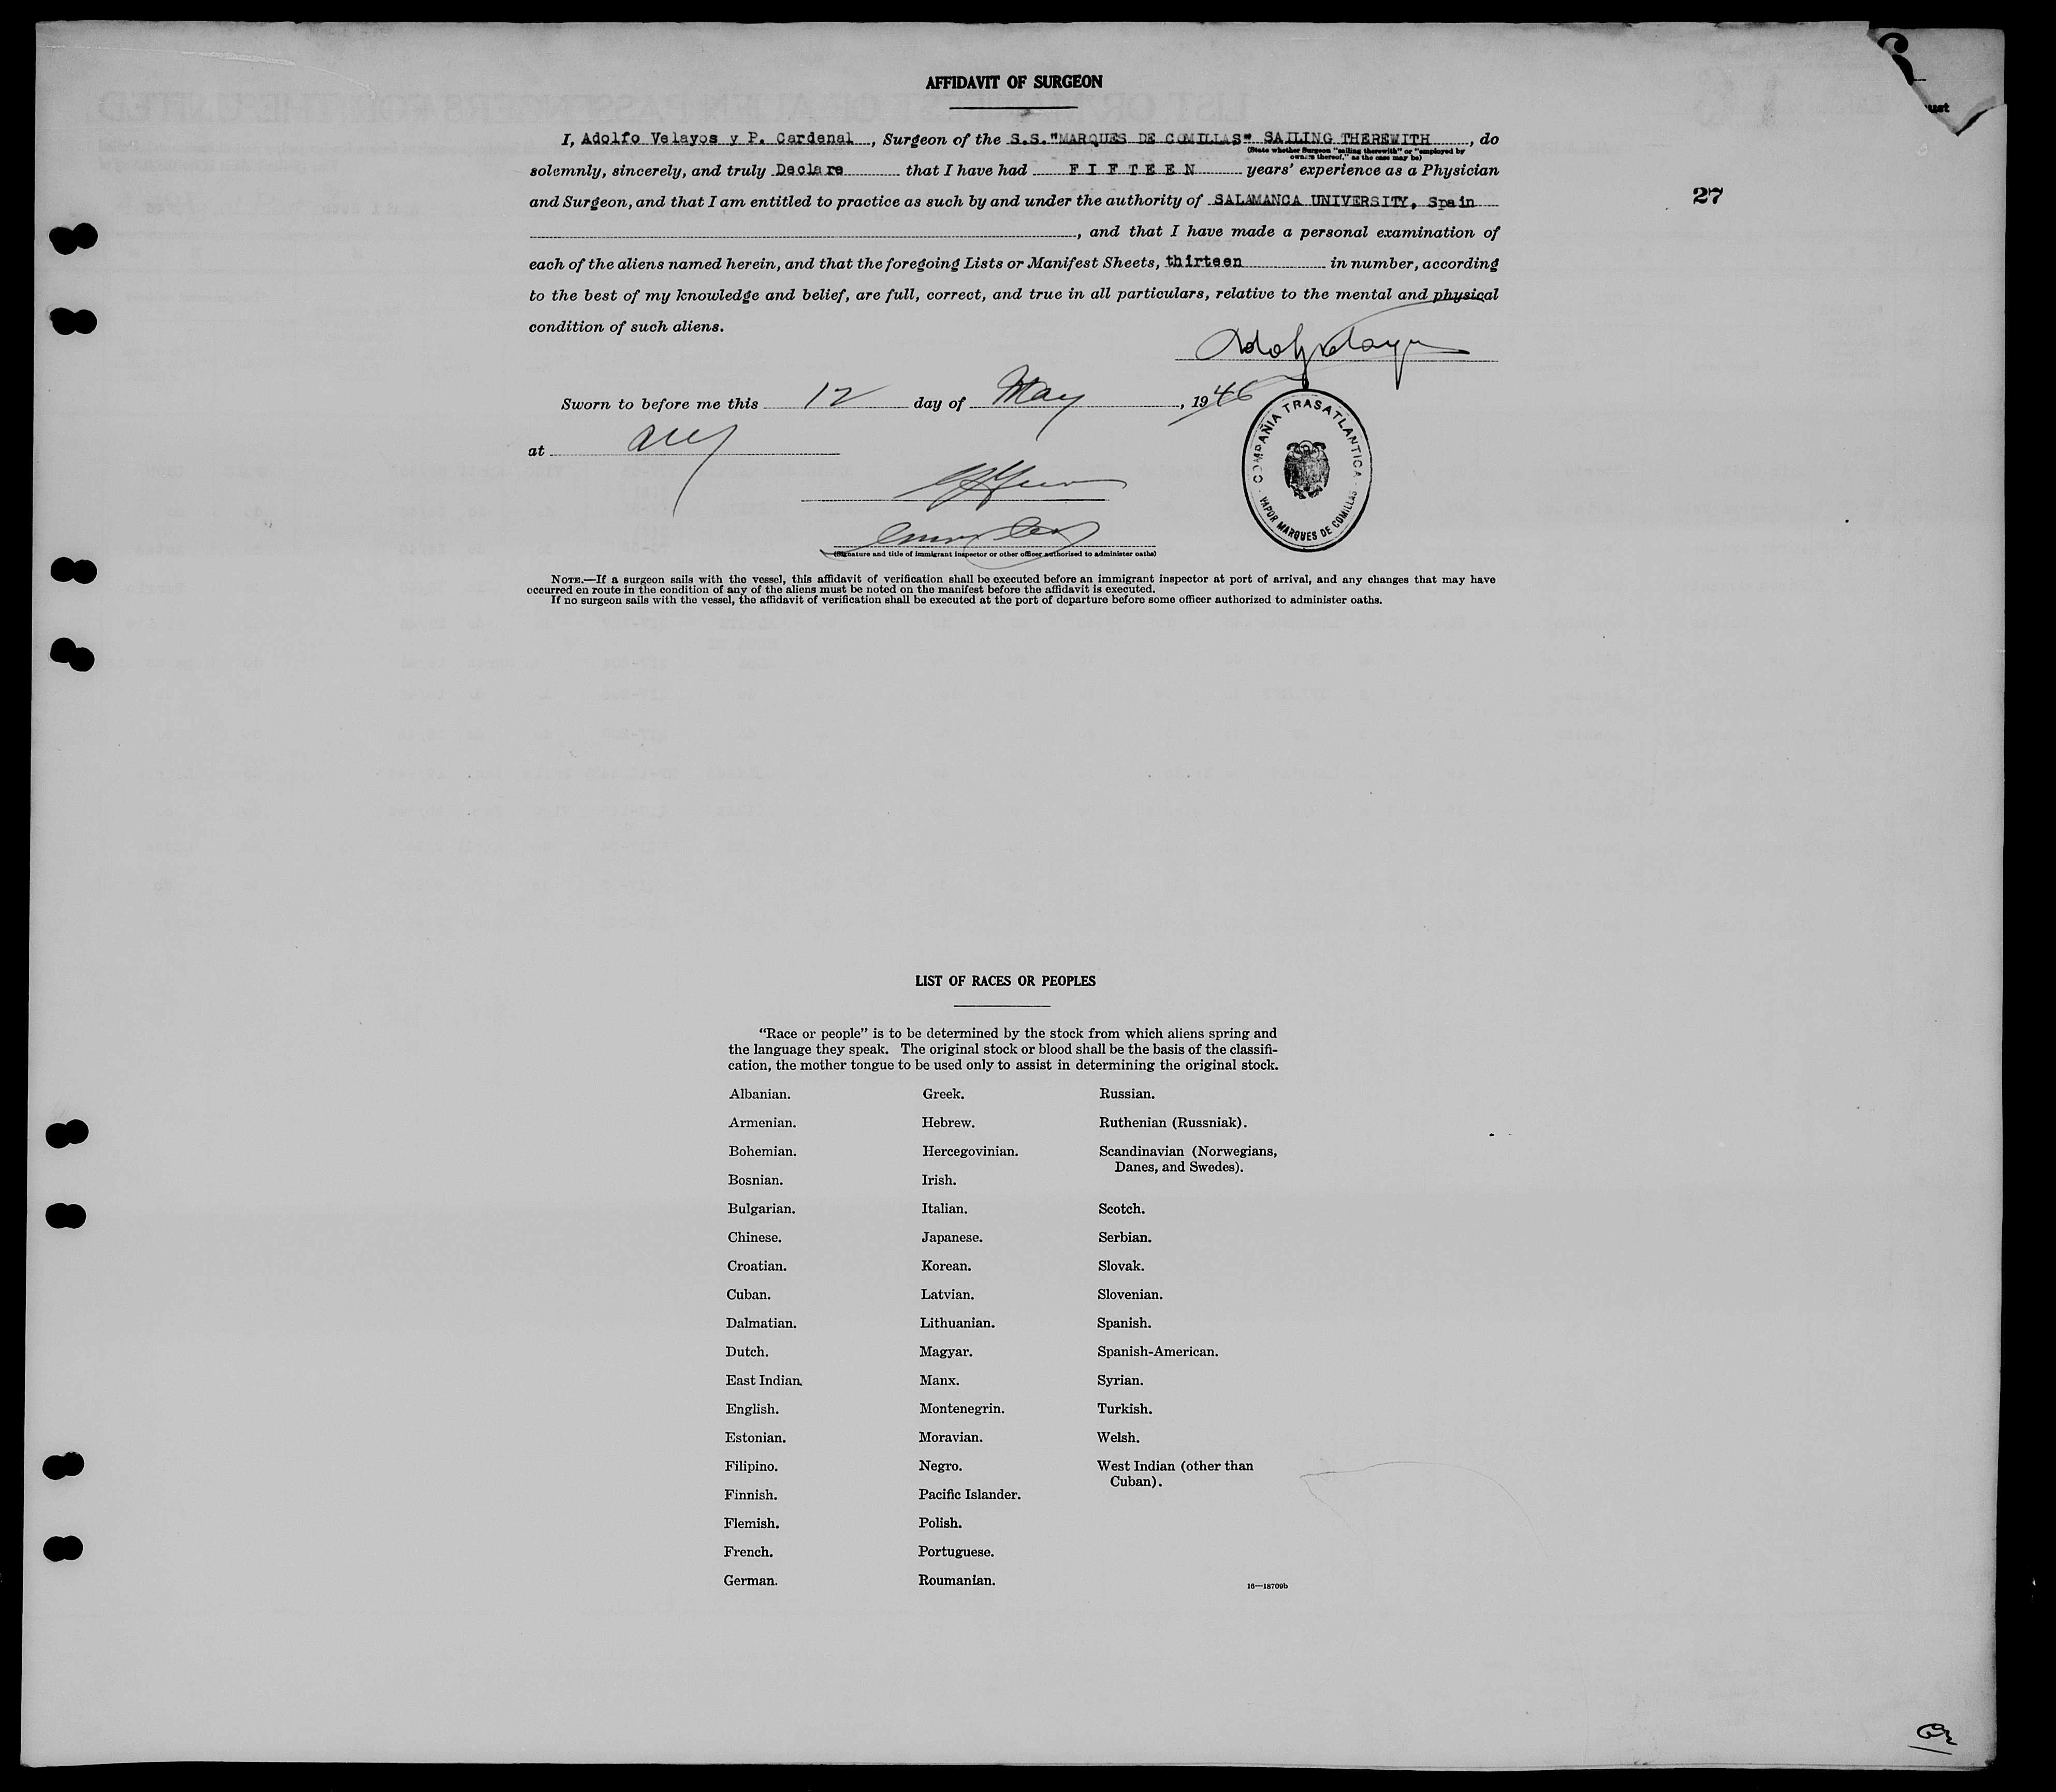 AFFIDAVIT OF SURGEON
I, Adolfo Velayos y P. Cardenal, Surgeon of the S.S."MARQUES DE COMILLAS" SAILING THEREWITH, do
(State whether Surgeon "sailing therewith" or "employed by
owners thereof," as the case may be)
solemnly, sincerely, and truly Declare that I have had F I F T E E N years' experience as a Physician
27
and Surgeon, and that I am entitled to practice as such by and under the authority of SALAMANCA UNIVERSITY, Spain
, and that I have made a personal examination of
each of the aliens named herein, and that the foregoing Lists or Manifest Sheets, thirteen in number, according
to the best of my knowledge and belief, are full, correct, and true in all particulars, relative to the mental and physical
condition of such aliens.
Sworn to before me this 12 day of May, 1946
at
COMPAÑIA TRASATLANTICA
VAPOR MARQUES DE COMILLAS
(Signature and title of immigrant inspector or other officer authorized to administer oaths)
NOTE.—If a surgeon sails with the vessel, this affidavit of verification shall be executed before an immigrant inspector at port of arrival, and any changes that may have
occurred en route in the condition of any of the aliens must be noted on the manifest before the affidavit is executed.
If no surgeon sails with the vessel, the affidavit of verification shall be executed at the port of departure before some officer authorized to administer oaths.
LIST OF RACES OR PEOPLES
"Race or people" is to be determined by the stock from which aliens spring and
the language they speak. The original stock or blood shall be the basis of the classifi-
cation, the mother tongue to be used only to assist in determining the original stock.
Albanian.
Armenian.
Bohemian.
Bosnian.
Bulgarian.
Chinese.
Croatian.
Cuban.
Dalmatian.
Dutch.
East Indian.
English.
Estonian.
Filipino.
Finnish.
Flemish.
French.
German.
Greek.
Hebrew.
Hercegovinian.
Irish.
Italian.
Japanese.
Korean.
Latvian.
Lithuanian.
Magyar.
Manx.
Montenegrin.
Moravian.
Negro.
Pacific Islander.
Polish.
Portuguese.
Roumanian.
Russian.
Ruthenian (Russniak).
Scandinavian (Norwegians,
Danes, and Swedes).
Scotch.
Serbian.
Slovak.
Slovenian.
Spanish.
Spanish-American.
Syrian.
Turkish.
Welsh.
West Indian (other than
Cuban).
16—18709b